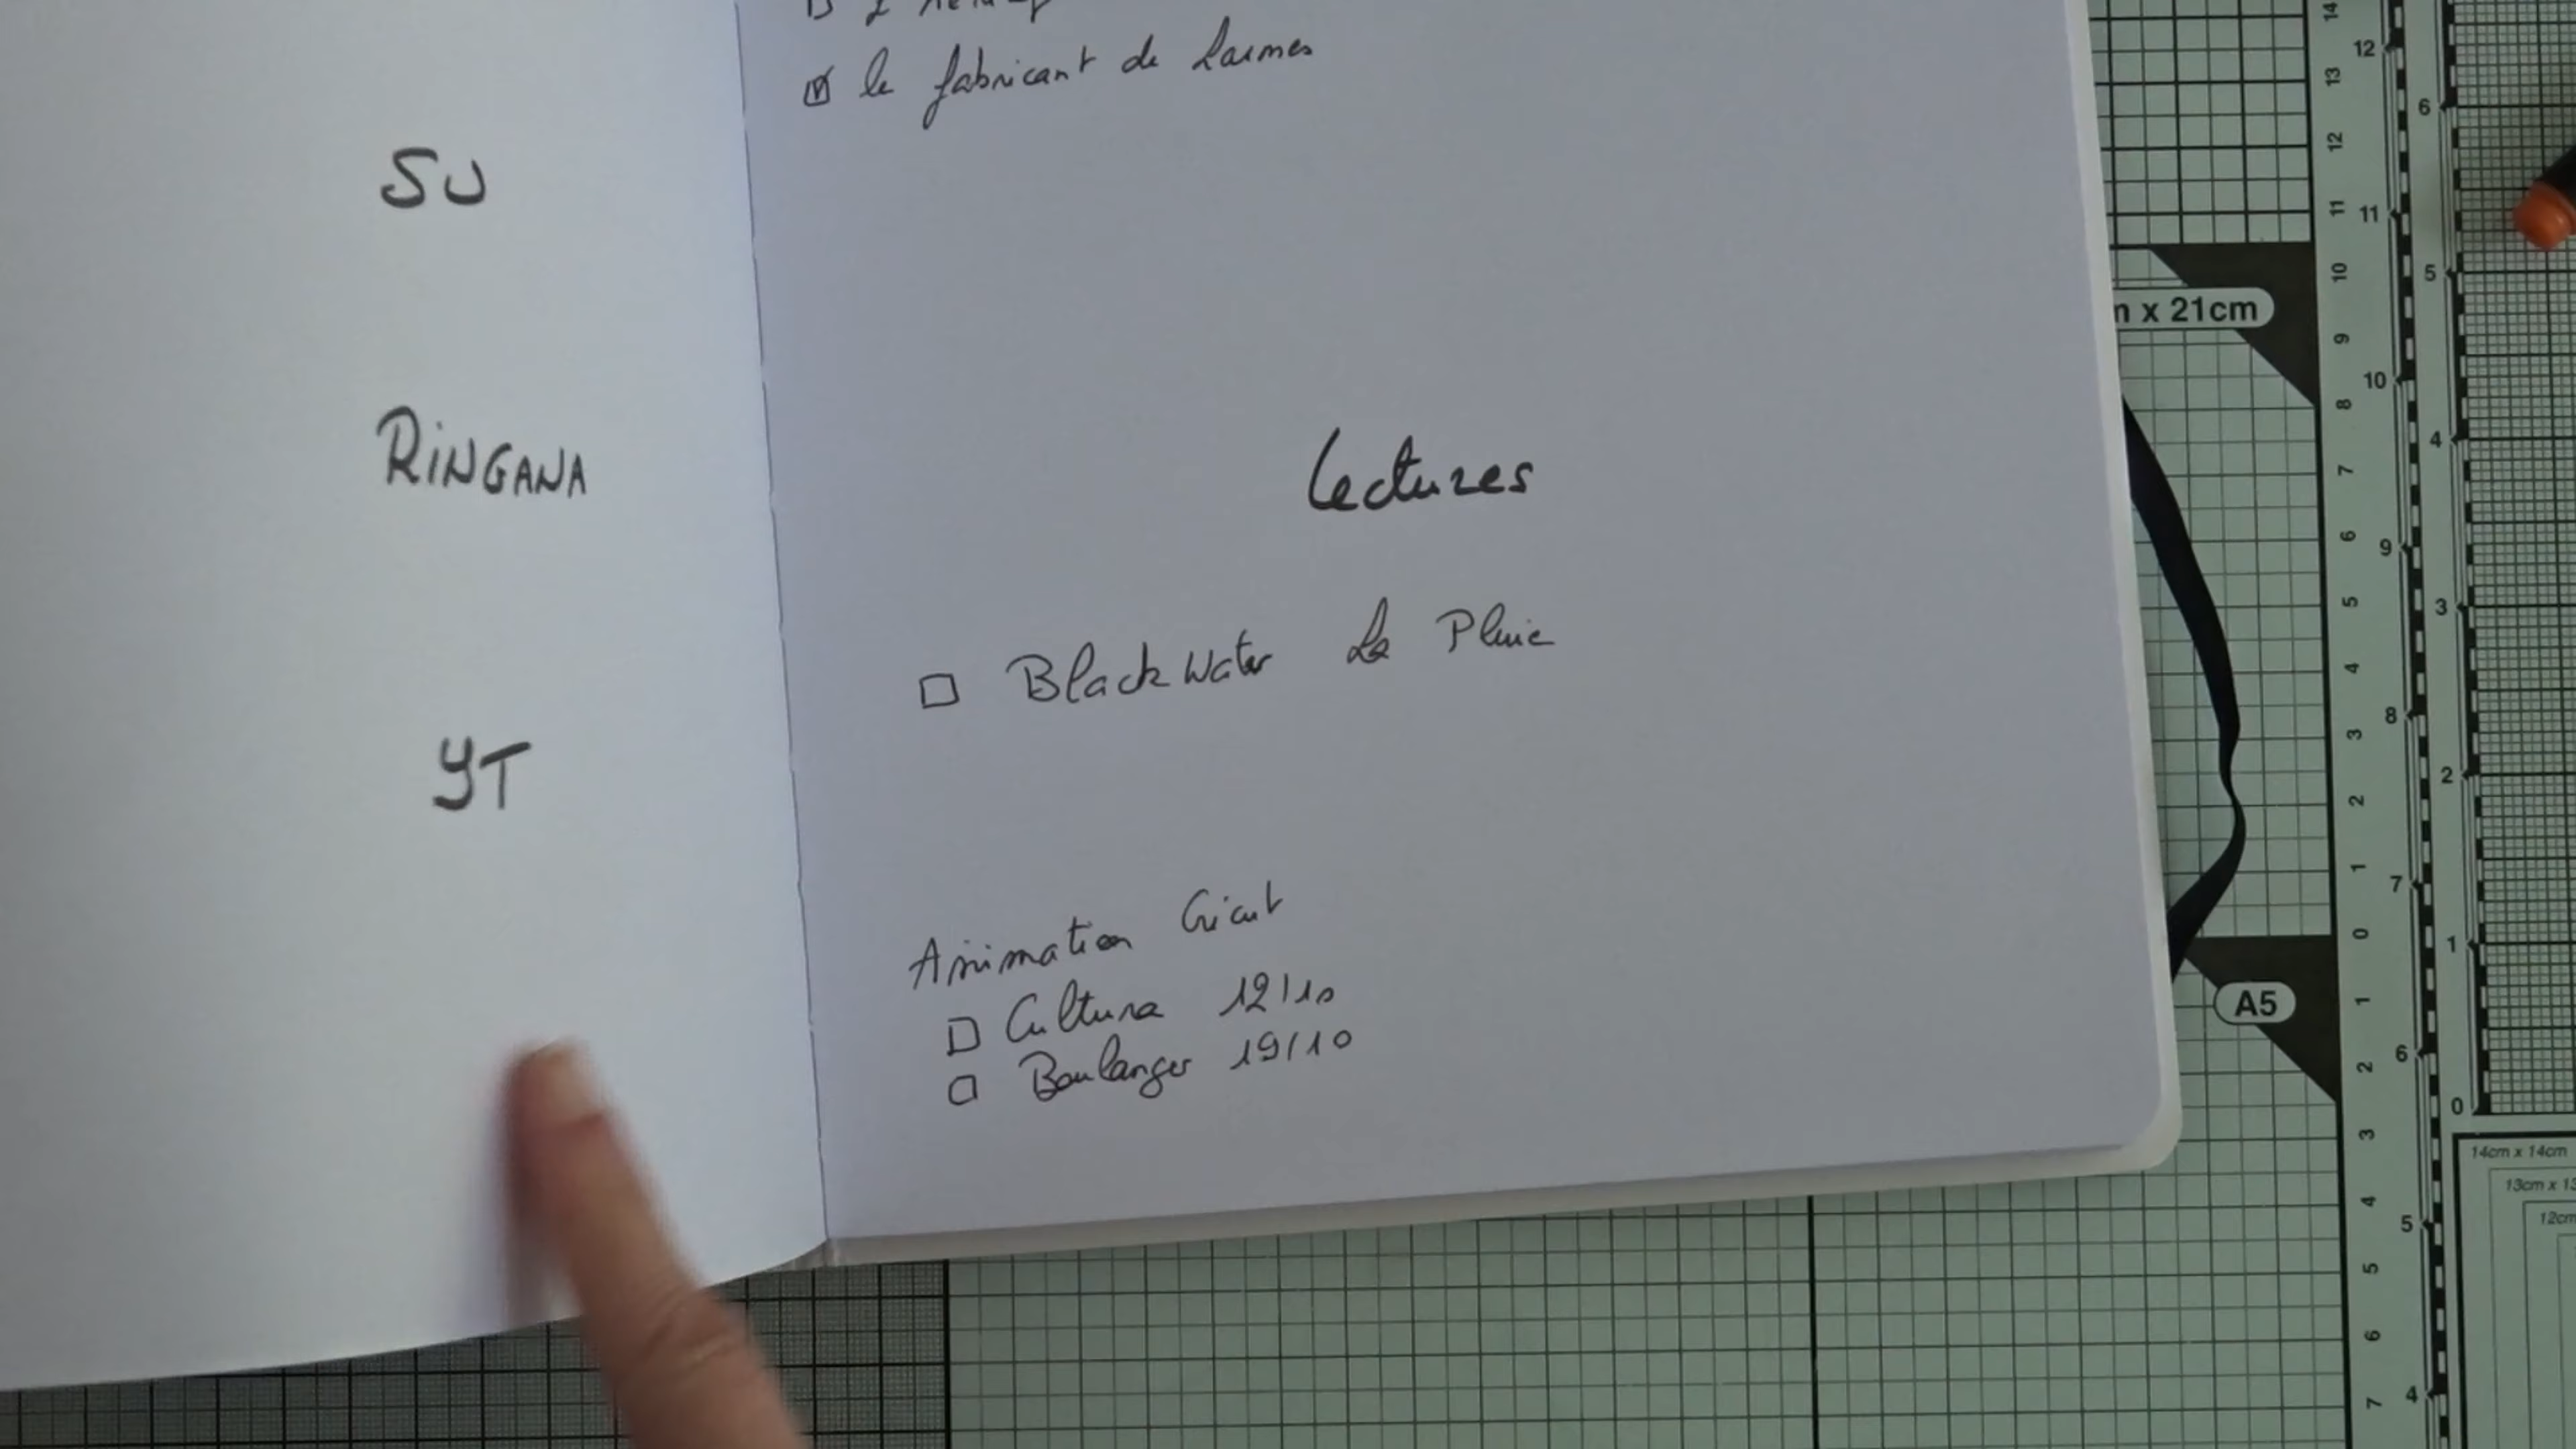 SU
RINGANA
YT
le fabricant de Larmes
Lectures
Blackwater La Pluie
Animation Cricut
Cultura 12/10
Boulanger 19/10
x 21cm
A5
14cm x 14cm
13cm x 13
12cm
14 13 12 11 10 9 8 7 6 5 4 3 2 1 0 1 2 3 4 5 6 7
12 11 10 9 8 7 6 5 4
6 5 4 3 2 1 0